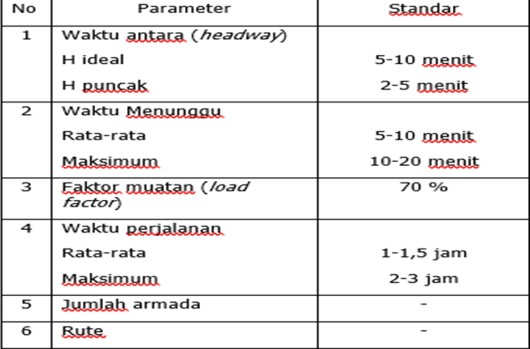 No Parameter Standar
1 Waktu antara (headway)
H ideal 5-10 menit
H puncak 2-5 menit
2 Waktu Menunggu
Rata-rata 5-10 menit
Maksimum 10-20 menit
3 Faktor muatan (load 70 %
factor)
4 Waktu perjalanan
Rata-rata 1-1,5 jam
Maksimum 2-3 jam
5 Jumlah armada -
6 Rute -